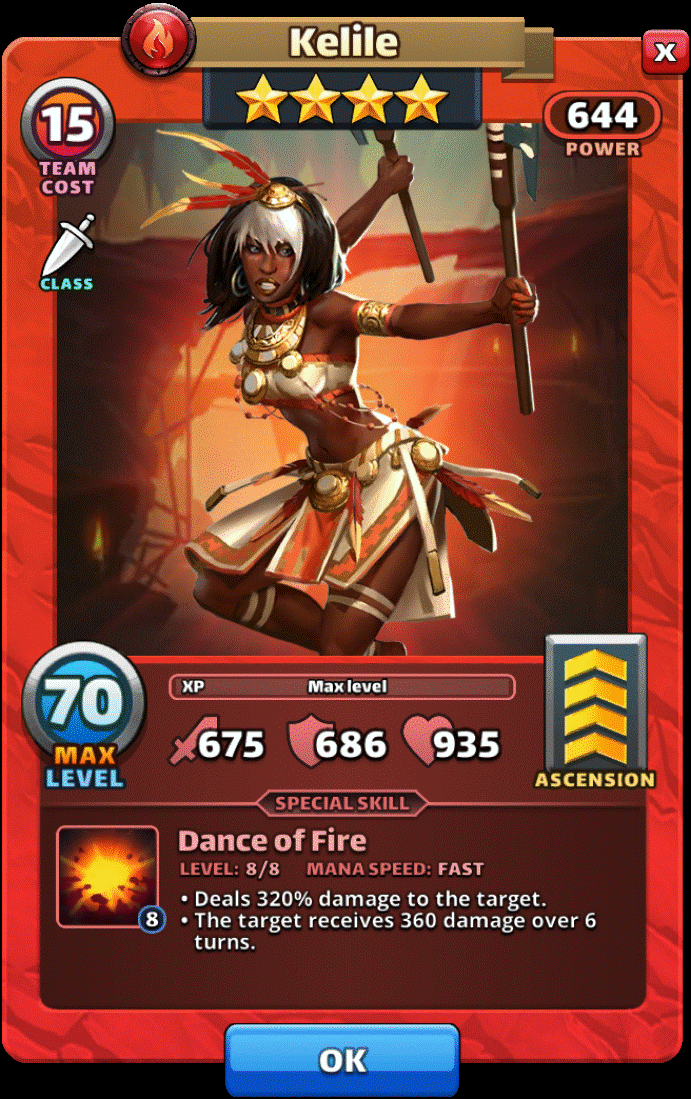 Kelile
X
15
TEAM
COST
644
POWER
CLASS
70
MAX
LEVEL
XP Max level
675 686 935
ASCENSION
SPECIAL SKILL
Dance of Fire
LEVEL: 8/8 MANA SPEED: FAST
8
• Deals 320% damage to the target.
• The target receives 360 damage over 6
turns.
OK